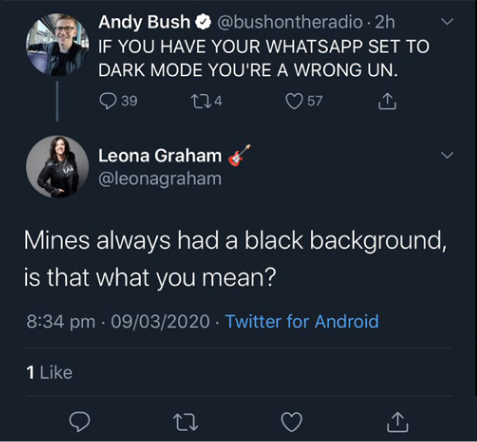 Andy Bush @bushontheradio · 2h
IF YOU HAVE YOUR WHATSAPP SET TO
DARK MODE YOU'RE A WRONG UN.
39 4 57
Leona Graham 🎸
@leonagraham
Mines always had a black background,
is that what you mean?
8:34 pm · 09/03/2020 · Twitter for Android
1 Like